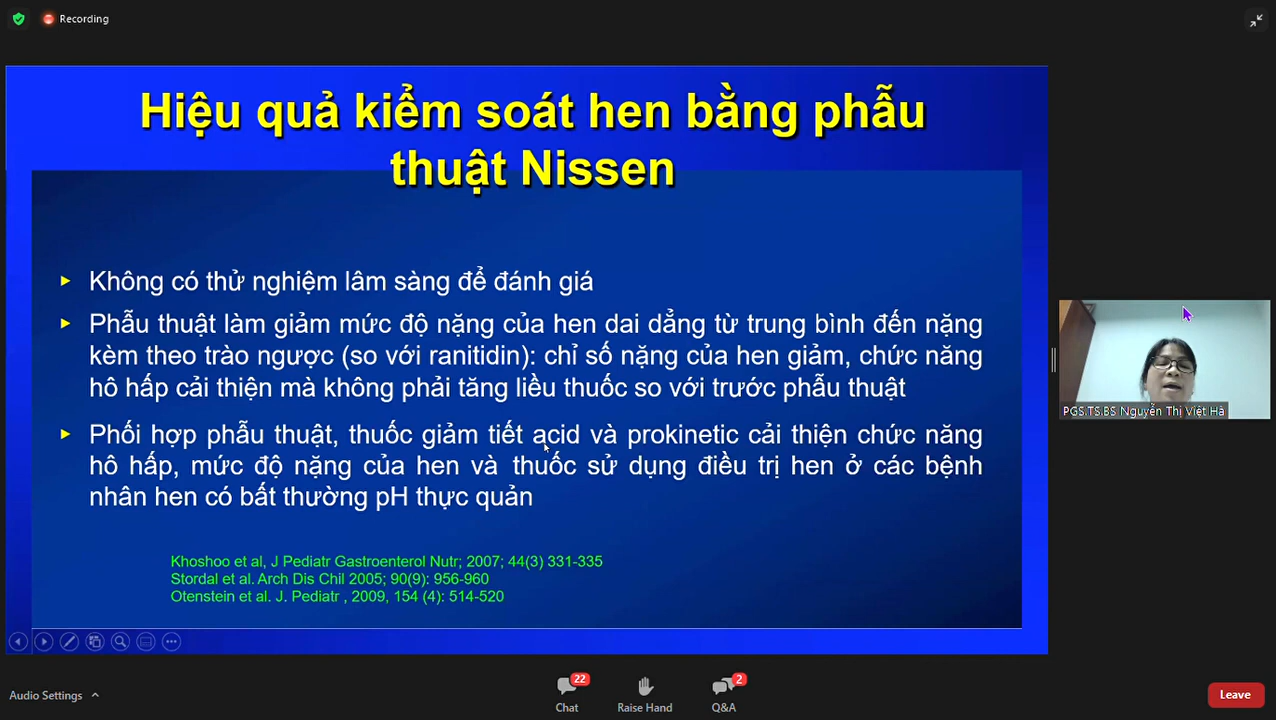 Recording
Hiệu quả kiểm soát hen bằng phẫu
thuật Nissen
Không có thử nghiệm lâm sàng để đánh giá
Phẫu thuật làm giảm mức độ nặng của hen dai dẳng từ trung bình đến nặng
kèm theo trào ngược (so với ranitidin): chỉ số nặng của hen giảm, chức năng
hô hấp cải thiện mà không phải tăng liều thuốc so với trước phẫu thuật
Phối hợp phẫu thuật, thuốc giảm tiết acid và prokinetic cải thiện chức năng
hô hấp, mức độ nặng của hen và thuốc sử dụng điều trị hen ở các bệnh
nhân hen có bất thường pH thực quản
Khoshoo et al, J Pediatr Gastroenterol Nutr; 2007; 44(3) 331-335
Stordal et al. Arch Dis Chil 2005; 90(9): 956-960
Otenstein et al. J. Pediatr , 2009, 154 (4): 514-520
PGS.TS.BS Nguyễn Thị Việt Hà
Audio Settings
22
2
Chat
Raise Hand
Q&A
Leave